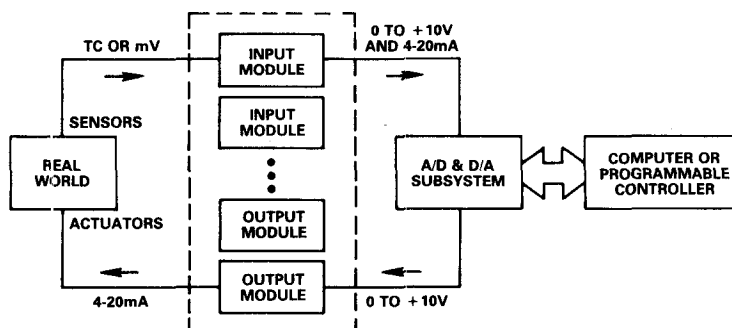 TC OR mV
INPUT
MODULE
0 TO +10V
AND 4-20mA
INPUT
MODULE
SENSORS
REAL
WORLD
A/D & D/A
SUBSYSTEM
COMPUTER OR
PROGRAMMABLE
CONTROLLER
ACTUATORS
OUTPUT
MODULE
OUTPUT
MODULE
4-20mA
0 TO +10V